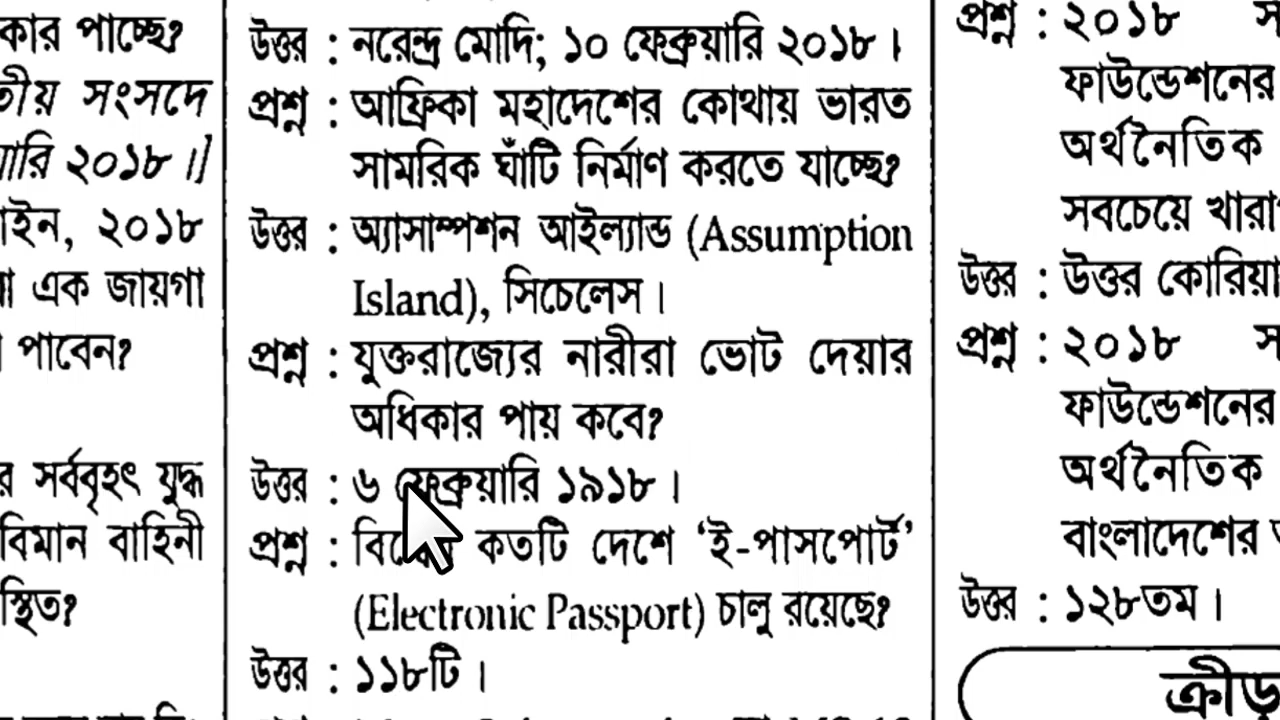 কার পাচ্ছে?
তীয় সংসদে
২০১৮।]
আইন, ২০১৮
এক জায়গা
পাবেন?
সর্ববৃহৎ যুদ্ধ
বিমান বাহিনী
উত্তর : নরেন্দ্র মোদি; ১০ ফেব্রুয়ারি ২০১৮।
প্রশ্ন : আফ্রিকা মহাদেশের কোথায় ভারত
সামরিক ঘাঁটি নির্মাণ করতে যাচ্ছে?
উত্তর : অ্যাসাম্পশন আইল্যান্ড (Assumption
Island), সিচেলেস।
প্রশ্ন : যুক্তরাজ্যের নারীরা ভোট দেয়ার
অধিকার পায় কবে?
উত্তর : ৬ ফেব্রুয়ারি ১৯১৮।
প্রশ্ন : বিশ্বের কতটি দেশে ‘ই-পাসপোর্ট’
(Electronic Passport) চালু রয়েছে?
উত্তর : ১১৮টি।
প্রশ্ন : ২০১৮
ফাউন্ডেশনের
অর্থনৈতিক
সবচেয়ে
উত্তর : উত্তর কোরিয়া
প্রশ্ন : ২০১৮
ফাউন্ডেশনের
অর্থনৈতিক
বাংলাদেশের
উত্তর : ১২৮তম।